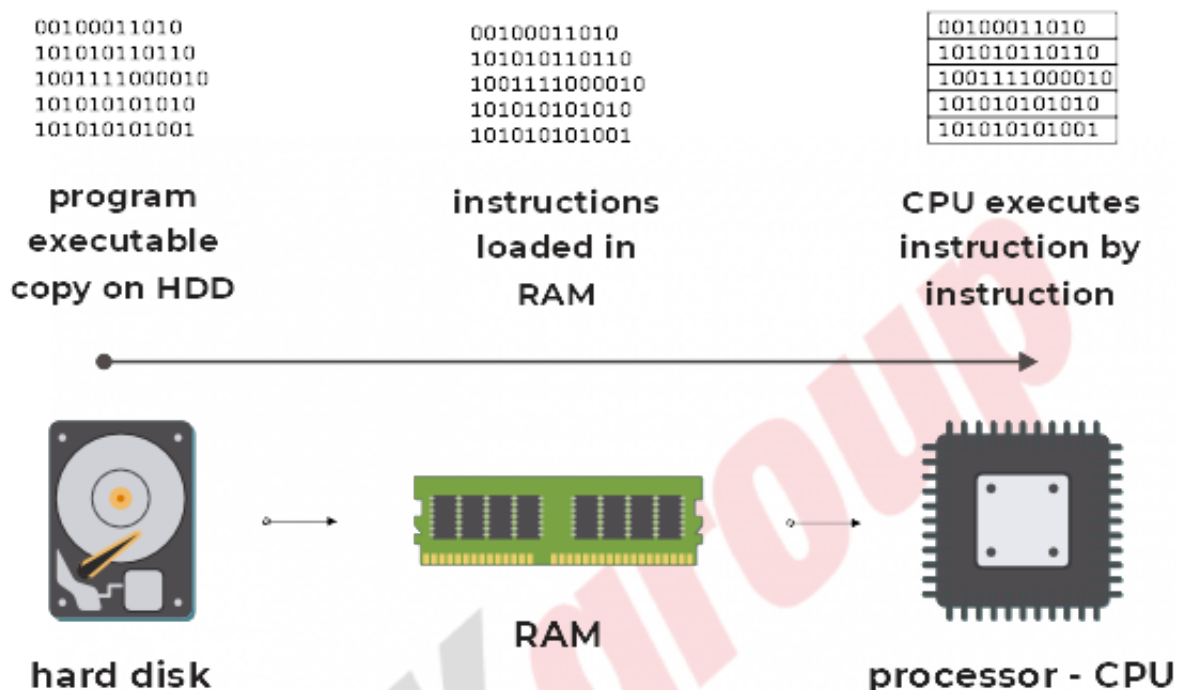 00100011010
101010110110
1001111000010
101010101010
101010101001
program
executable
copy on HDD
00100011010
101010110110
1001111000010
101010101010
101010101001
instructions
loaded in
RAM
00100011010
101010110110
1001111000010
101010101010
101010101001
CPU executes
instruction by
instruction
hard disk
RAM
processor - CPU
group